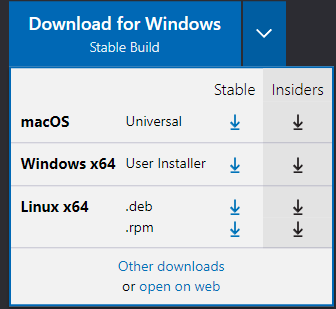 Download for Windows
Stable Build
Stable Insiders
macOS Universal
Windows x64 User Installer
Linux x64 .deb
.rpm
Other downloads
or open on web